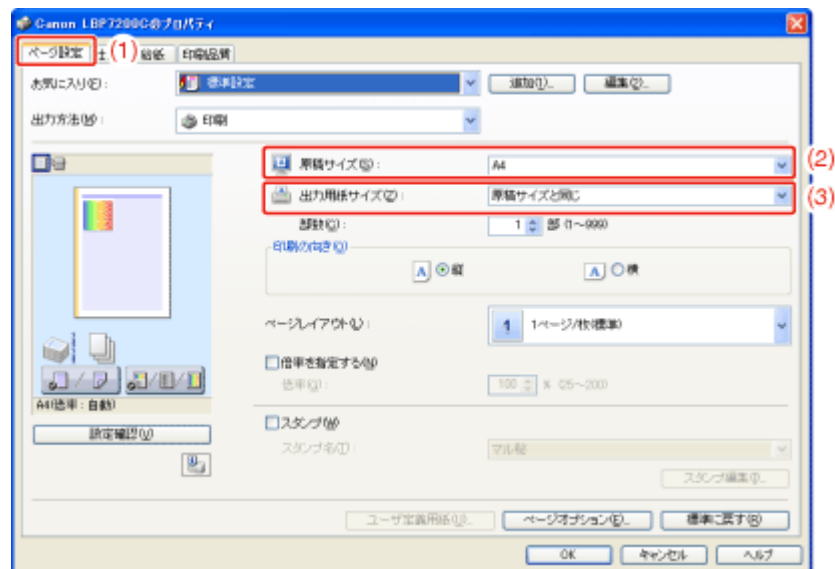 Canon LBP7200Cのプロパティ
ページ設定 (1) 給紙 印刷品質
お気に入り(F): 標準設定 追加(1)... 編集(2)...
出力方法(M): 印刷
原稿サイズ(S): A4 (2)
出力用紙サイズ(Z): 原稿サイズと同じ (3)
部数(C): 1 部 (1～999)
印刷の向き(O)
A 縦 A 横
ページレイアウト(L): 1 1ページ/枚(標準)
倍率を指定する(N)
倍率(G): 100 % (25～200)
A4(倍率:自動)
スタンプ(W)
設定確認(V)
スタンプ名(T): マル秘
スタンプ編集(I)...
ユーザ定義用紙(U)... ページオプション(E)... 標準に戻す(R)
OK キャンセル ヘルプ